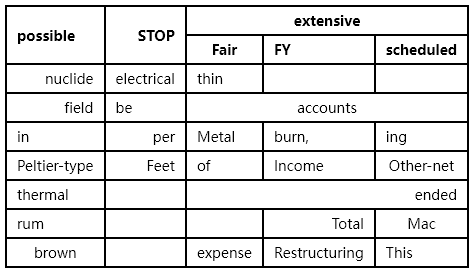 possible STOP extensive
Fair FY scheduled
nuclide electrical thin
field be accounts
in per Metal burn, ing
Peltier-type Feet of Income Other-net
thermal ended
rum Total Mac
brown expense Restructuring This